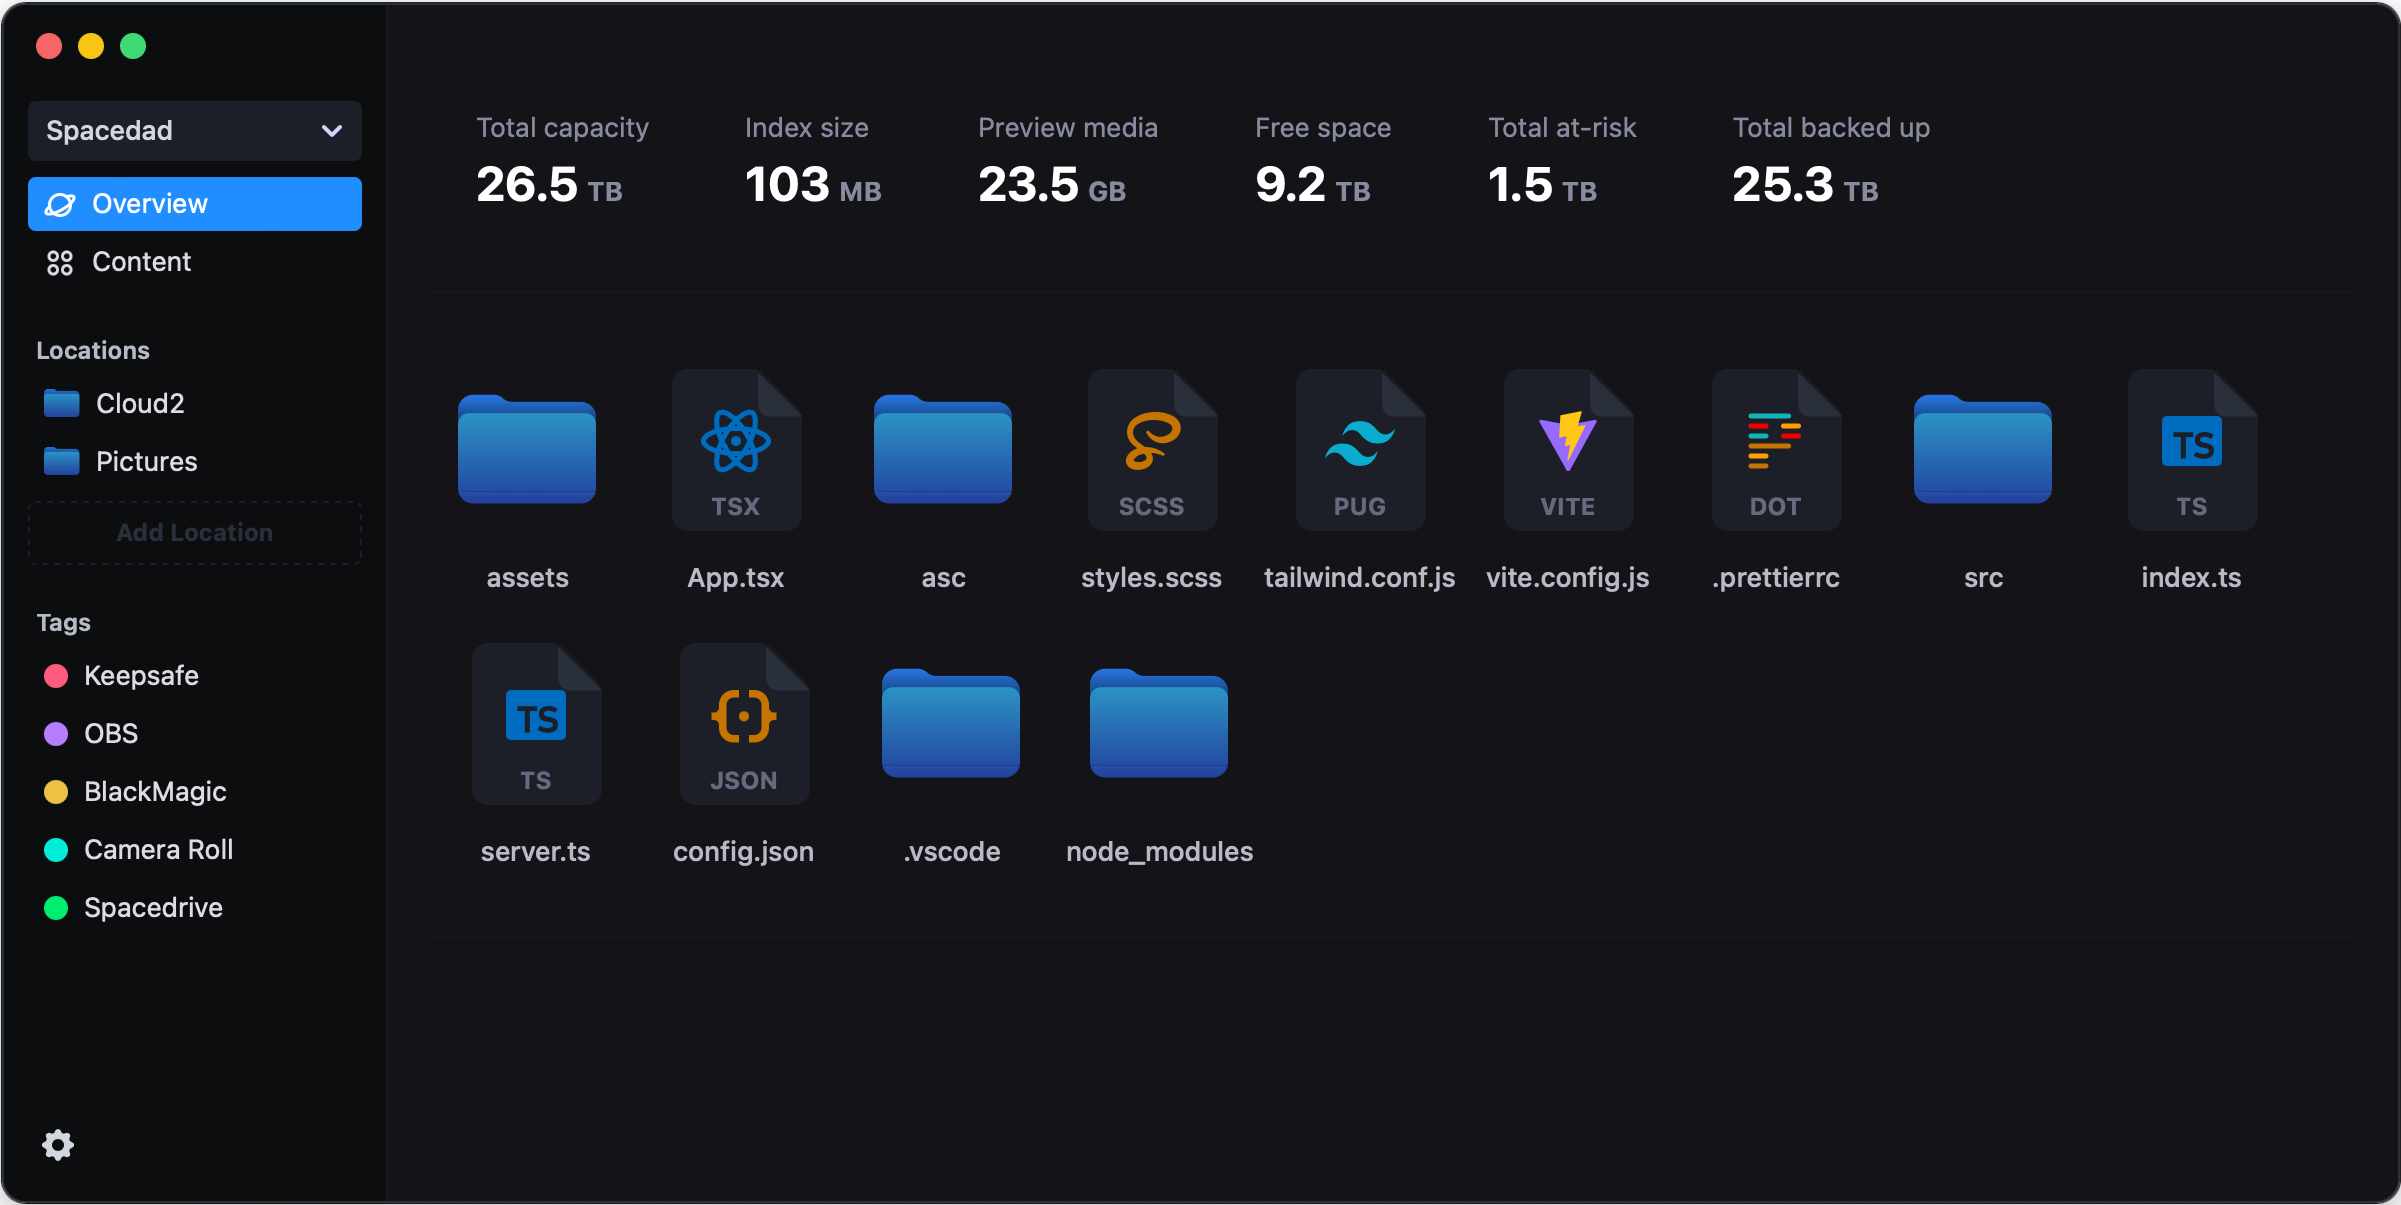 Spacedad
Overview
Content
Locations
Cloud2
Pictures
Add Location
Tags
Keepsafe
OBS
BlackMagic
Camera Roll
Spacedrive
Total capacity
26.5 TB
Index size
103 MB
Preview media
23.5 GB
Free space
9.2 TB
Total at-risk
1.5 TB
Total backed up
25.3 TB
assets
TSX
App.tsx
asc
SCSS
styles.scss
PUG
tailwind.conf.js
VITE
vite.config.js
DOT
.prettierrc
src
TS
TS
index.ts
TS
TS
server.ts
JSON
config.json
.vscode
node_modules